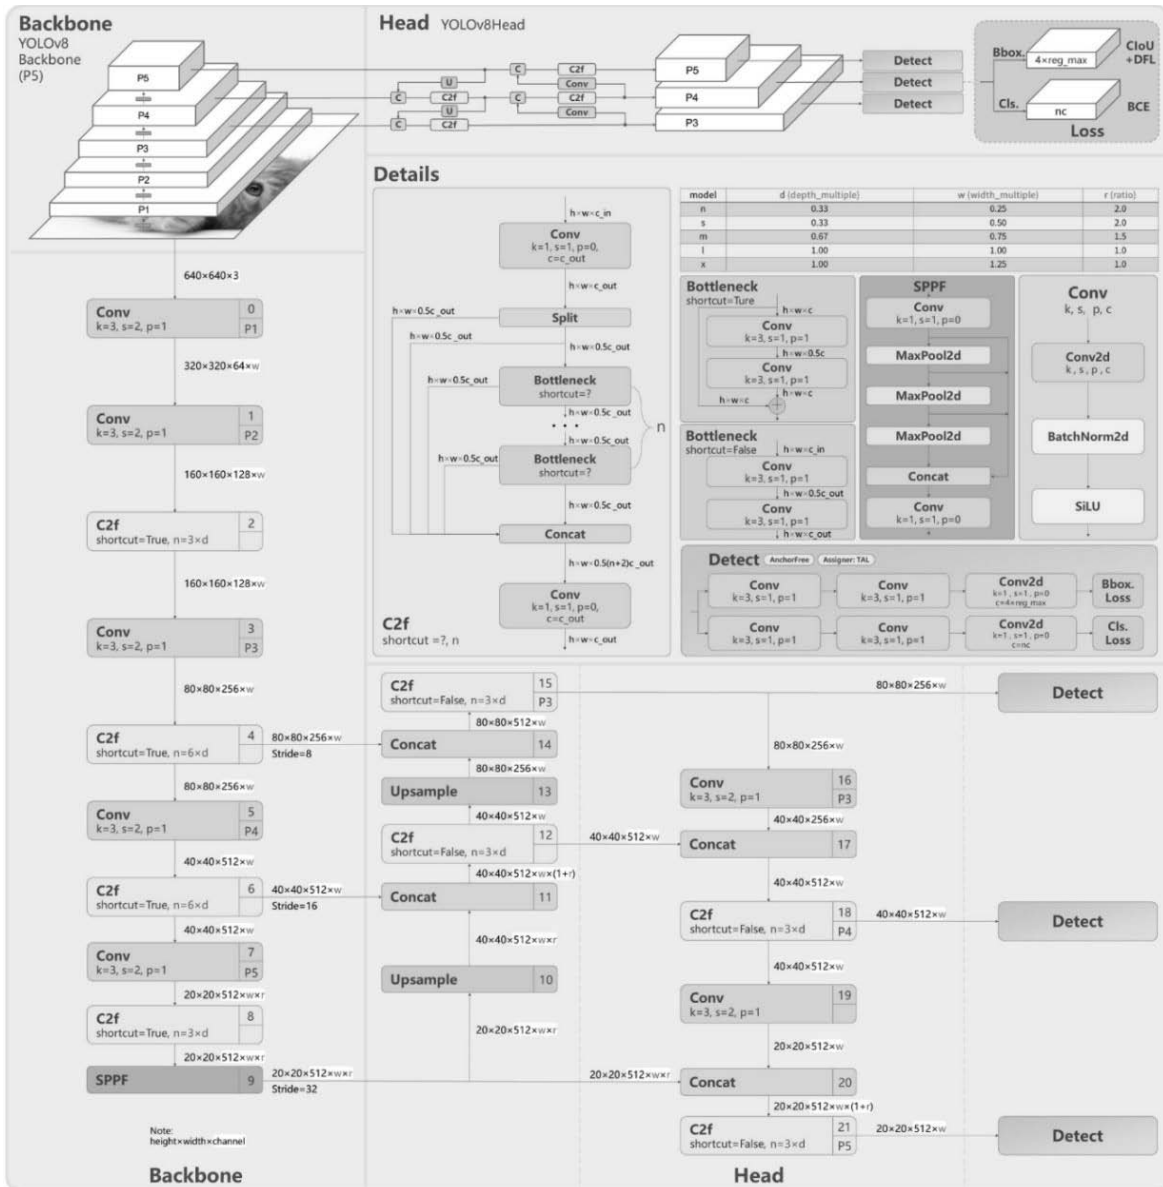 Backbone
YOLOv8
Backbone
(P5)
P5
P4
P3
P2
P1
Head YOLOv8Head
C C2f
U Conv
C C2f C C2f
U Conv
C C2f
P5
P4
P3
Detect
Detect
Detect
Bbox. 4×reg_max CIoU
+DFL
Cls. nc BCE
Loss
640×640×3
Conv 0
k=3, s=2, p=1 P1
320×320×64×w
Conv 1
k=3, s=2, p=1 P2
160×160×128×w
C2f 2
shortcut=True, n=3×d
160×160×128×w
Conv 3
k=3, s=2, p=1 P3
80×80×256×w
C2f 4
shortcut=True, n=6×d
80×80×256×w
Stride=8
80×80×256×w
Conv 5
k=3, s=2, p=1 P4
40×40×512×w
C2f 6
shortcut=True, n=6×d
40×40×512×w
Stride=16
40×40×512×w
Conv 7
k=3, s=2, p=1 P5
20×20×512×w×r
C2f 8
shortcut=True, n=3×d
20×20×512×w×r
SPPF 9
20×20×512×w×r
Stride=32
Note:
height×width×channel
Backbone
Details
h×w×c_in
Conv
k=1, s=1, p=0,
c=c_out
h×w×c_out
Split
h×w×0.5c_out
h×w×0.5c_out
h×w×0.5c_out
h×w×0.5c_out
Bottleneck
shortcut=?
h×w×0.5c_out
• • •
n
h×w×0.5c_out
h×w×0.5c_out
Bottleneck
shortcut=?
h×w×0.5c_out
Concat
h×w×0.5(n+2)c_out
Conv
k=1, s=1, p=0,
c=c_out
h×w×c_out
C2f
shortcut =?, n
model d (depth_multiple) w (width_multiple) r (ratio)
n 0.33 0.25 2.0
s 0.33 0.50 2.0
m 0.67 0.75 1.5
l 1.00 1.00 1.0
x 1.00 1.25 1.0
Bottleneck
shortcut=Ture
h×w×c
Conv
k=3, s=1, p=1
h×w×0.5c
Conv
k=3, s=1, p=1
h×w×c
h×w×c
+
Bottleneck
shortcut=False
h×w×c_in
Conv
k=3, s=1, p=1
h×w×0.5c_out
Conv
k=3, s=1, p=1
h×w×c_out
SPPF
Conv
k=1, s=1, p=0
MaxPool2d
MaxPool2d
MaxPool2d
Concat
Conv
k=1, s=1, p=0
Conv
k, s, p, c
Conv2d
k , s , p , c
BatchNorm2d
SiLU
Detect AnchorFree Assigner: TAL
Conv
k=3, s=1, p=1
Conv
k=3, s=1, p=1
Conv2d
k=1 , s=1 , p=0
c=4×reg_max
Bbox.
Loss
Conv
k=3, s=1, p=1
Conv
k=3, s=1, p=1
Conv2d
k=1 , s=1 , p=0
c=nc
Cls.
Loss
C2f 15
shortcut=False, n=3×d P3
80×80×256×w
Detect
80×80×512×w
Concat 14
80×80×256×w
Upsample 13
40×40×512×w
C2f 12
shortcut=False, n=3×d
40×40×512×w
40×40×512×w×(1+r)
Concat 11
40×40×512×w×r
Upsample 10
20×20×512×w×r
80×80×256×w
Conv 16
k=3, s=2, p=1 P3
40×40×256×w
Concat 17
40×40×512×w
C2f 18
shortcut=False, n=3×d P4
40×40×512×w
Detect
40×40×512×w
Conv 19
k=3, s=2, p=1
20×20×512×w
20×20×512×w×r
Concat 20
20×20×512×w×(1+r)
C2f 21
shortcut=False, n=3×d P5
20×20×512×w
Detect
Head